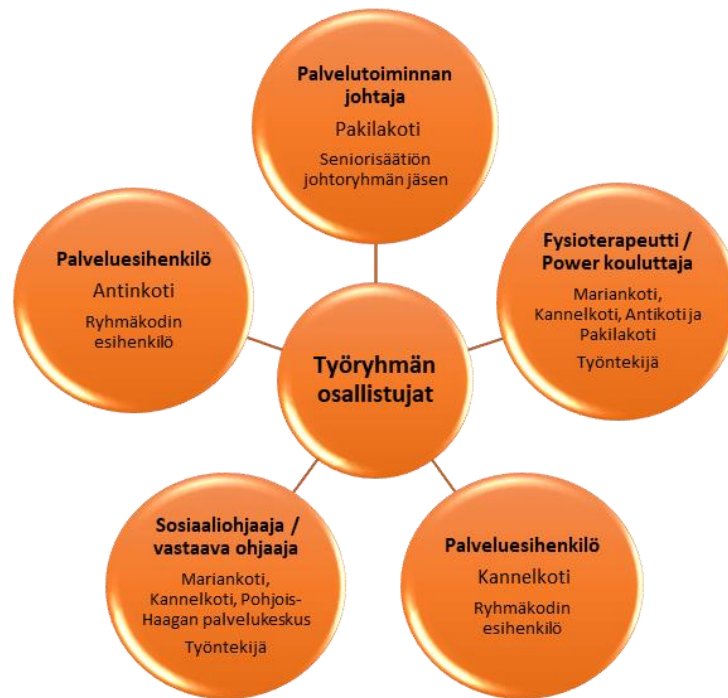 Palvelutoiminnan
johtaja
Pakilakoti
Seniorisäätiön
johtoryhmän jäsen
Fysioterapeutti /
Power kouluttaja
Mariankoti,
Kannelkoti, Antikoti ja
Pakilakoti
Työntekijä
Palveluesihenkilö
Kannelkoti
Ryhmäkodin
esihenkilö
Sosiaaliohjaaja /
vastaava ohjaaja
Mariankoti,
Kannelkoti, Pohjois-
Haagan palvelukeskus
Työntekijä
Palveluesihenkilö
Antinkoti
Ryhmäkodin
esihenkilö
Työryhmän
osallistujat